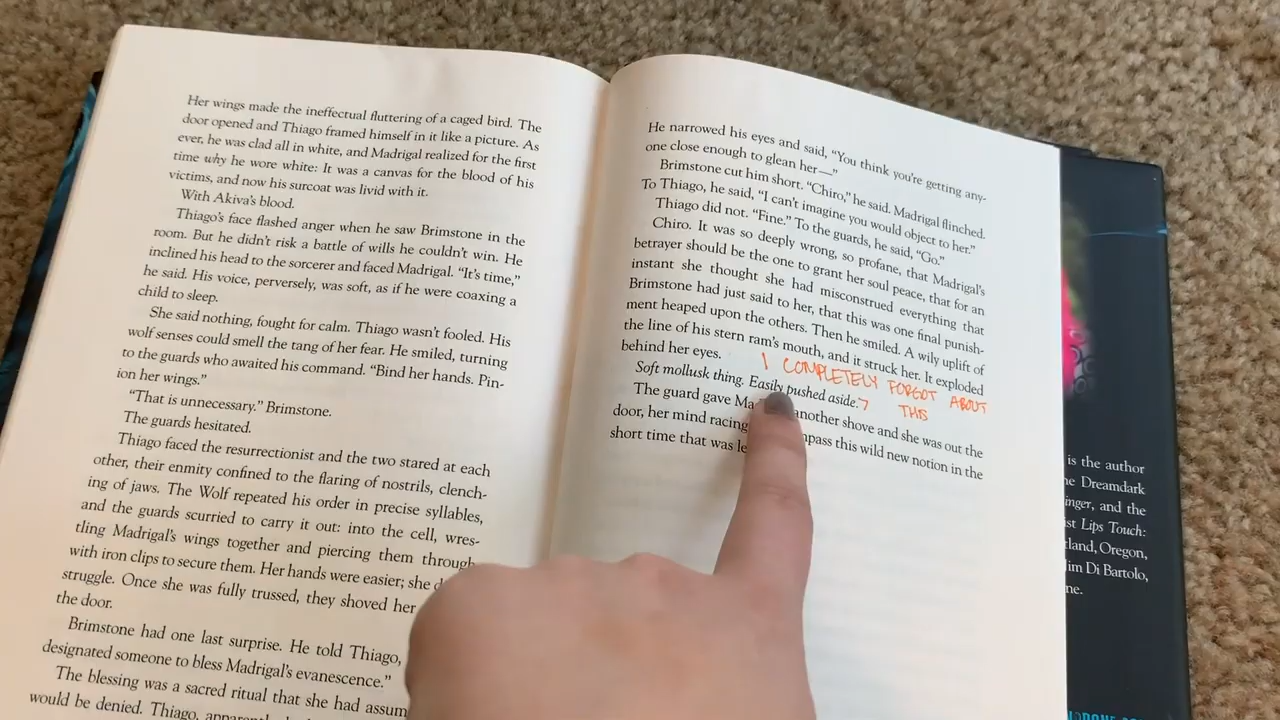 Her wings made the ineffectual fluttering of a caged bird. The
door opened and Thiago framed himself in it like a picture. As
ever, he was clad all in white, and Madrigal realized for the first
time why he wore white: It was a canvas for the blood of his
victims, and now his surcoat was livid with it.
With Akiva's blood.
Thiago's face flashed anger when he saw Brimstone in the
room. But he didn't risk a battle of wills he couldn't win. He
inclined his head to the sorcerer and faced Madrigal. "It's time,"
he said. His voice, perversely, was soft, as if he were coaxing a
child to sleep.
She said nothing, fought for calm. Thiago wasn't fooled. His
wolf senses could smell the tang of her fear. He smiled, turning
to the guards who awaited his command. "Bind her hands. Pin-
ion her wings."
"That is unnecessary." Brimstone.
The guards hesitated.
Thiago faced the resurrectionist and the two stared at each
other, their enmity confined to the flaring of nostrils, clench-
ing of jaws. The Wolf repeated his order in precise syllables,
and the guards scurried to carry it out: into the cell, wres-
tling Madrigal's wings together and piercing them through
with iron clips to secure them. Her hands were easier; she
struggle. Once she was fully trussed, they shoved her
the door.
Brimstone had one last surprise. He told Thiago,
designated someone to bless Madrigal's evanescence."
The blessing was a sacred ritual that she had
would be denied. Thiago,
He narrowed his eyes and said, "You think you're getting any-
one close enough to glean her—"
Brimstone cut him short. "Chiro," he said. Madrigal flinched.
To Thiago, he said, "I can't imagine you would object to her."
Thiago did not. "Fine." To the guards, he said, "Go."
Chiro. It was so deeply wrong, so profane, that Madrigal's
betrayer should be the one to grant her soul peace, that for an
instant she thought she had misconstrued everything that
Brimstone had just said to her, that this was one final punish-
ment heaped upon the others. Then he smiled. A wily uplift of
the line of his stern ram's mouth, and it struck her. It exploded
behind her eyes.
I COMPLETELY FORGOT ABOUT
THIS
Soft mollusk thing. Easily pushed aside.
The guard gave another shove and she was out the
door, her mind racing this wild new notion in the
short time that was
is the author
Dreamdark
and the
Lips Touch:
Oregon,
Jim Di Bartolo,